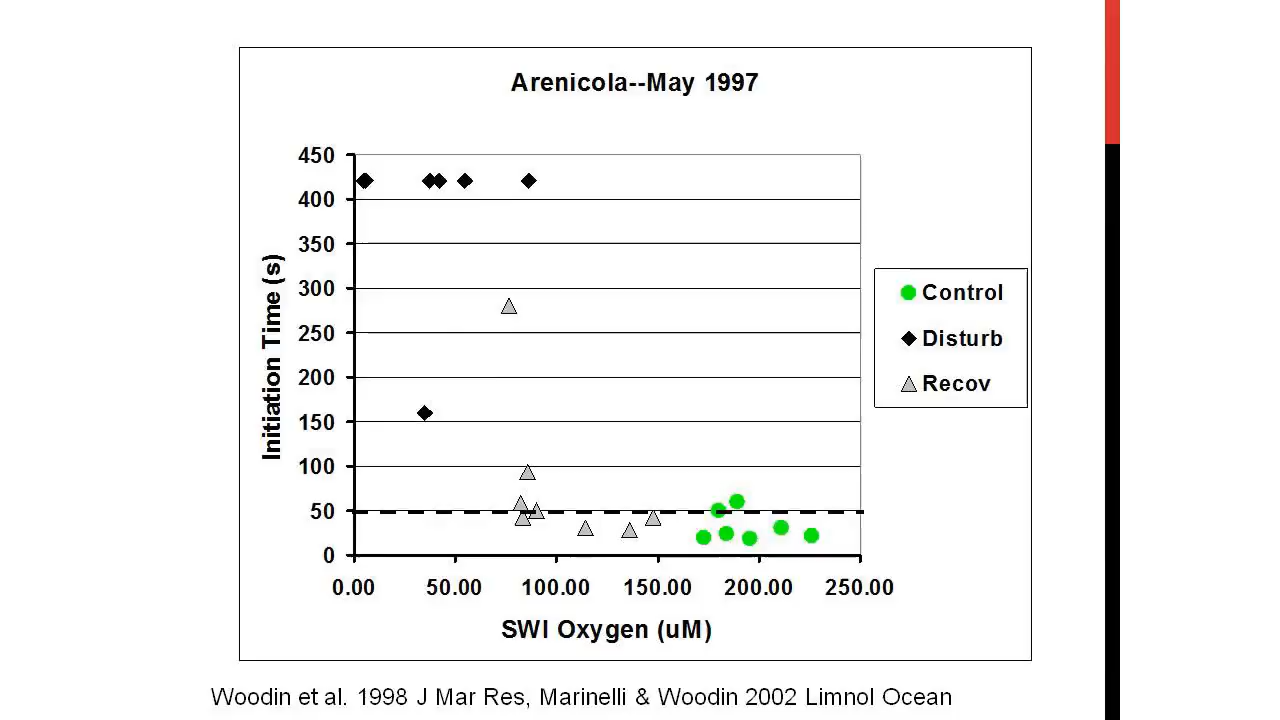 Arenicola--May 1997
450
400
350
300
250
200
150
100
50
0
Initiation Time (s)
0.00 50.00 100.00 150.00 200.00 250.00
SWI Oxygen (uM)
Control
Disturb
Recov
Woodin et al. 1998 J Mar Res, Marinelli & Woodin 2002 Limnol Ocean